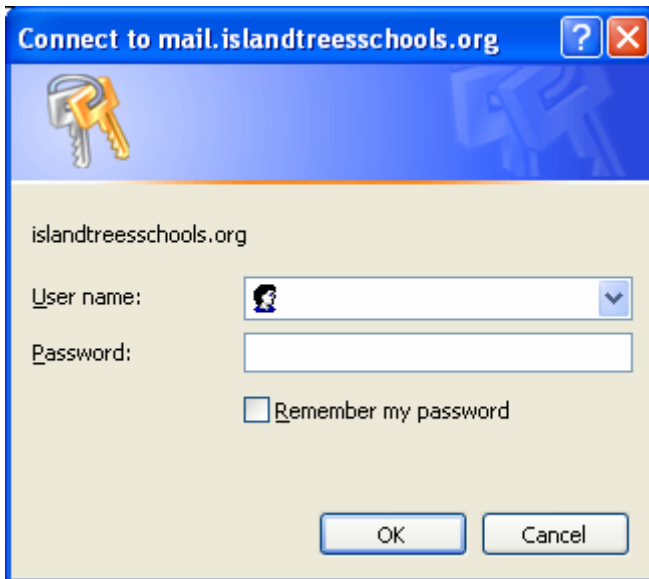 Connect to mail.islandtreesschools.org
islandtreesschools.org
User name:
Password:
Remember my password
OK Cancel